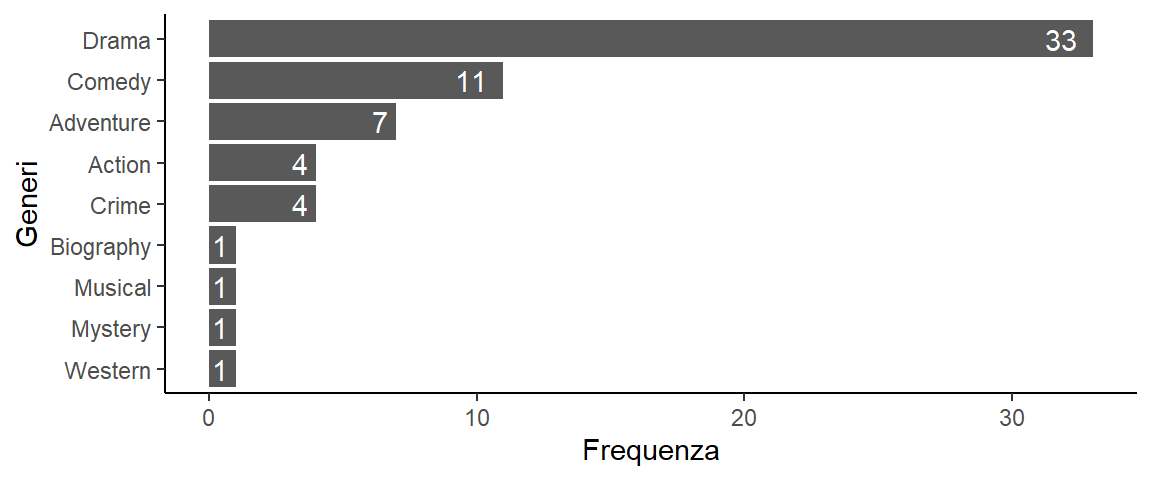 Generi
Drama 33
Comedy 11
Adventure 7
Action 4
Crime 4
Biography 1
Musical 1
Mystery 1
Western 1
0 10 20 30
Frequenza